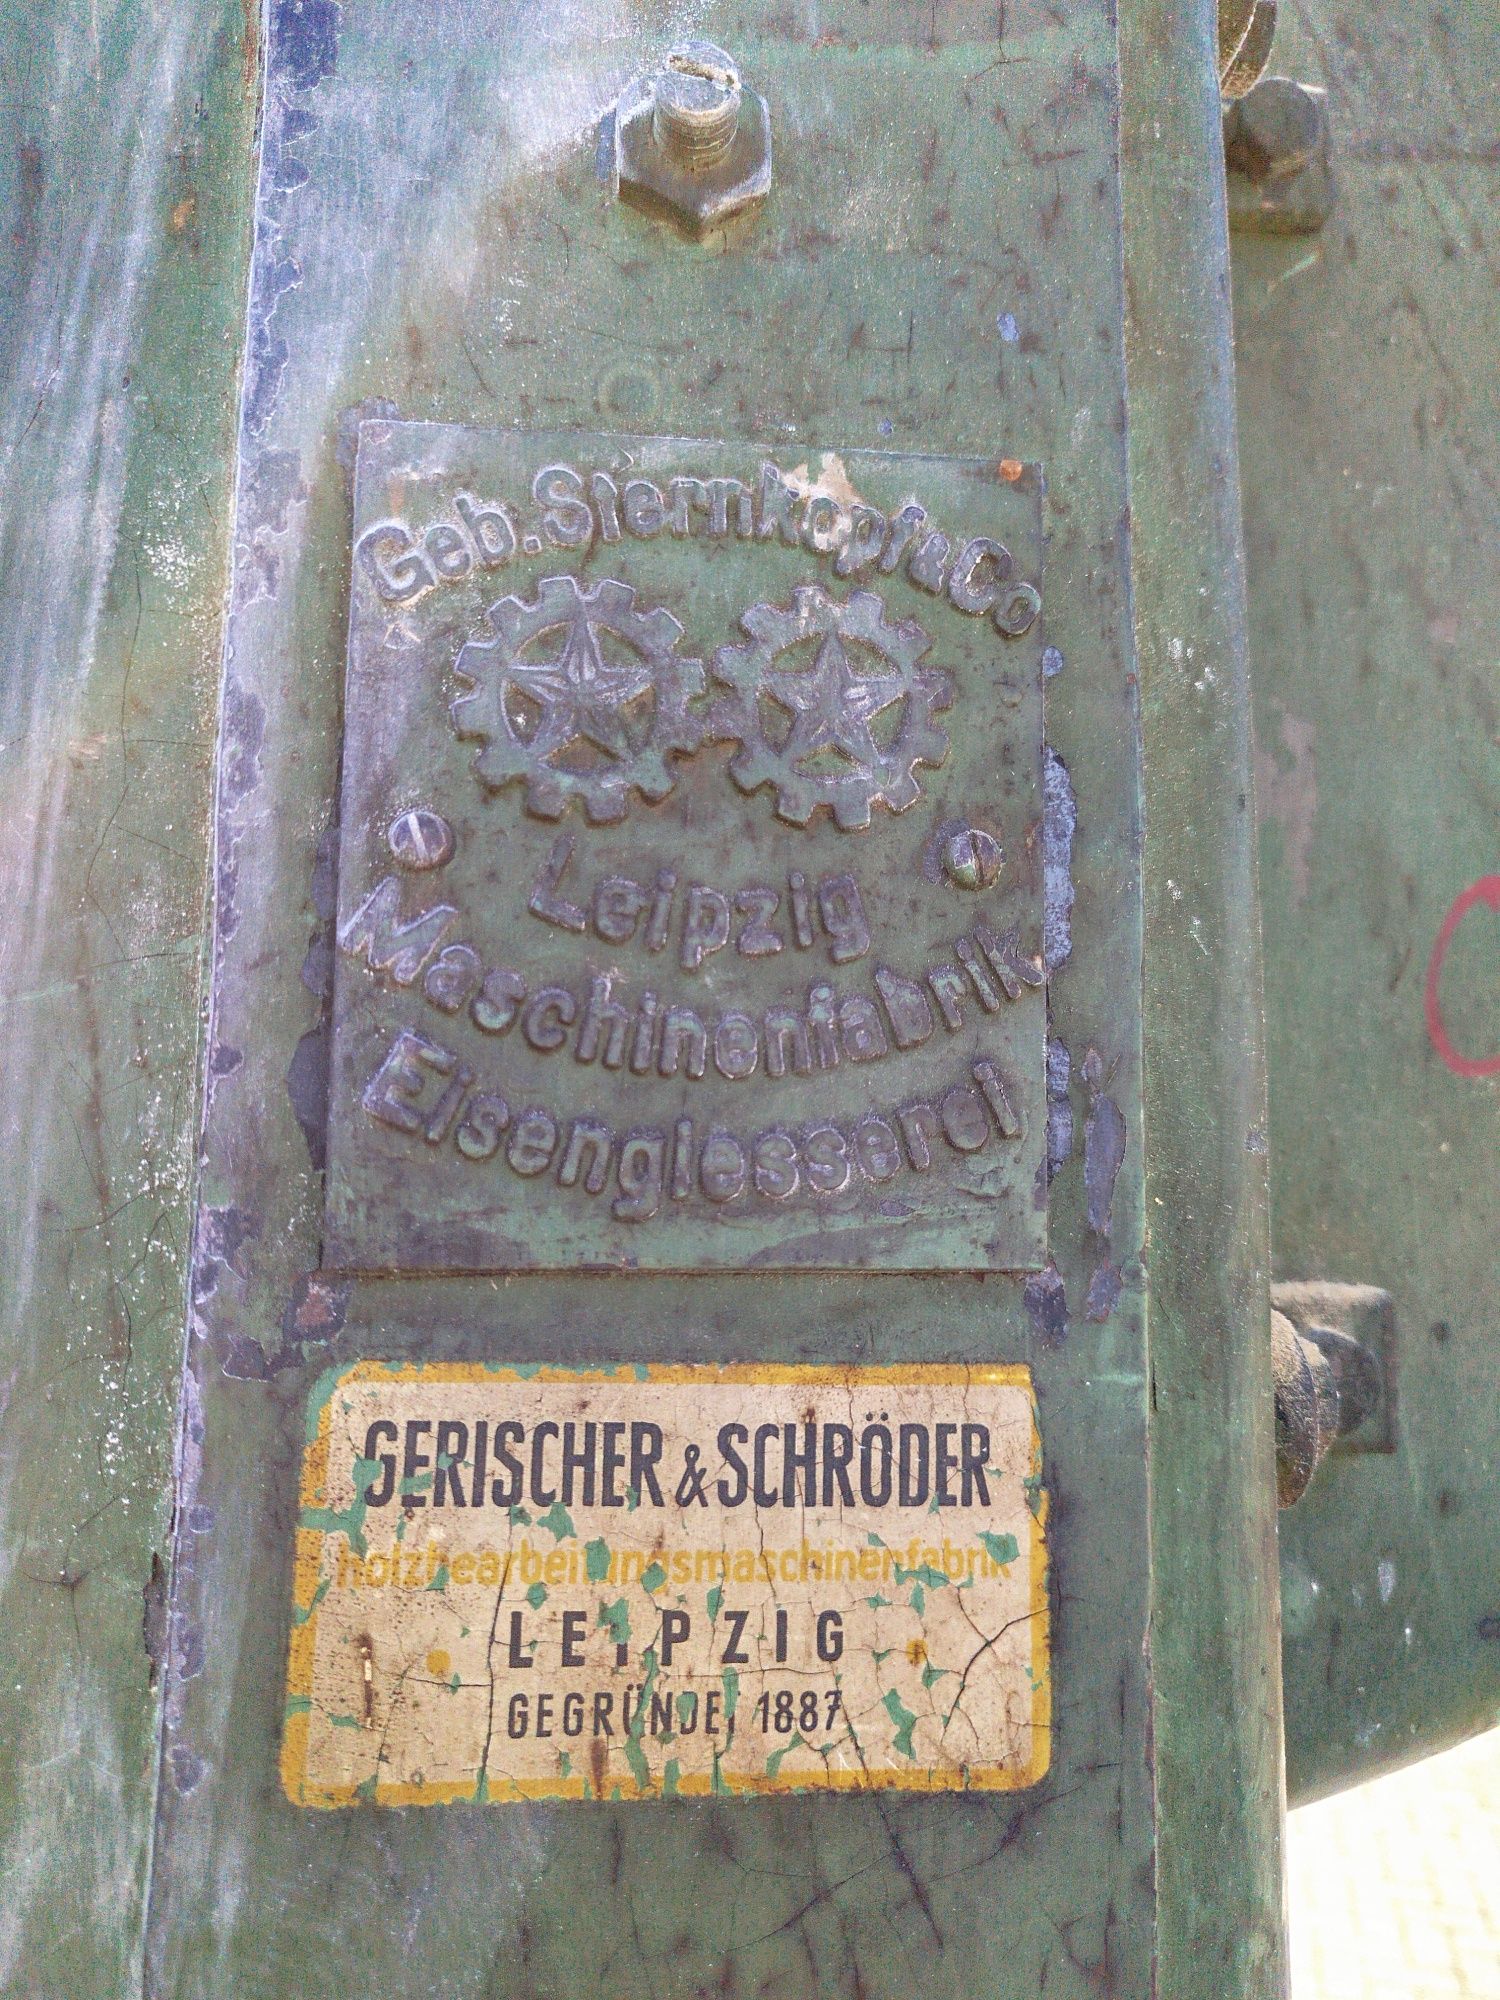 Geb. Sternkopf & Co
Leipzig
Maschinenfabrik
Eisengiesserei
GERISCHER & SCHRÖDER
holzbearbeitungsmaschinenfabrik
LEIPZIG
GEGRÜNDET 1887